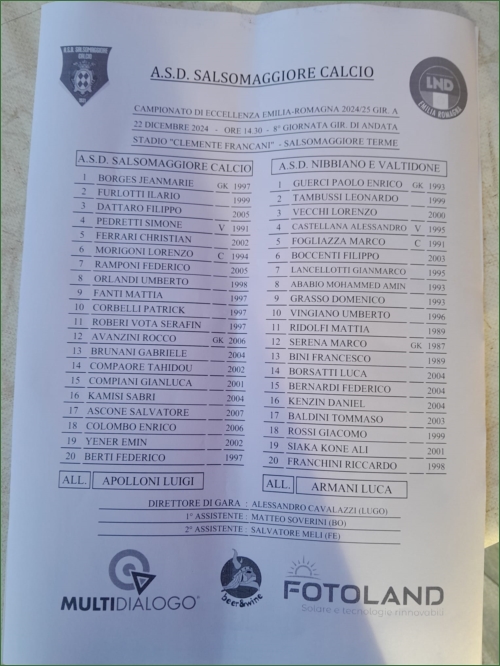 A.S.D. SALSOMAGGIORE CALCIO
A.S.D. SALSOMAGGIORE CALCIO
LND
EMILIA ROMAGNA
CAMPIONATO DI ECCELLENZA EMILIA-ROMAGNA 2024/25 GIR. A
22 DICEMBRE 2024 - ORE 14.30 - 8° GIORNATA GIR. DI ANDATA
STADIO "CLEMENTE FRANCANI" - SALSOMAGGIORE TERME
A.S.D. SALSOMAGGIORE CALCIO
1 BORGES JEANMARIE GK 1997
2 FURLOTTI ILARIO 1999
3 DATTARO FILIPPO 2005
4 PEDRETTI SIMONE V 1991
5 FERRARI CHRISTIAN 2002
6 MORIGONI LORENZO C 1994
7 RAMPONI FEDERICO 2005
8 ORLANDI UMBERTO 1998
9 FANTI MATTIA 1997
10 CORBELLI PATRICK 1997
11 ROBERI VOTA SERAFIN 1997
12 AVANZINI ROCCO GK 2006
13 BRUNANI GABRIELE 2004
14 COMPAORE TAHIDOU 2002
15 COMPIANI GIANLUCA 2001
16 KAMISI SABRI 2004
17 ASCONE SALVATORE 2007
18 COLOMBO ENRICO 2006
19 YENER EMIN 2002
20 BERTI FEDERICO 1997
ALL. APOLLONI LUIGI
A.S.D. NIBBIANO E VALTIDONE
1 GUERCI PAOLO ENRICO GK 1993
2 TAMBUSSI LEONARDO 1999
3 VECCHI LORENZO 2000
4 CASTELLANA ALESSANDRO V 1995
5 FOGLIAZZA MARCO C 1991
6 BOCCENTI FILIPPO 2003
7 LANCELLOTTI GIANMARCO 1995
8 ABABIO MOHAMMED AMIN 1993
9 GRASSO DOMENICO 1993
10 VINGIANO UMBERTO 1996
11 RIDOLFI MATTIA 1989
12 SERENA MARCO GK 1987
13 BINI FRANCESCO 1989
14 BORSATTI LUCA 2004
15 BERNARDI FEDERICO 2004
16 KENZIN DANIEL 2004
17 BALDINI TOMMASO 2003
18 ROSSI GIACOMO 1999
19 SIAKA KONE ALI 2001
20 FRANCHINI RICCARDO 1998
ALL. ARMANI LUCA
DIRETTORE DI GARA : ALESSANDRO CAVALAZZI (LUGO)
1° ASSISTENTE : MATTEO SOVERINI (BO)
2° ASSISTENTE : SALVATORE MELI (FE)
MULTIDIALOGO
beer&wine
FOTOLAND
Solare e tecnologie rinnovabili